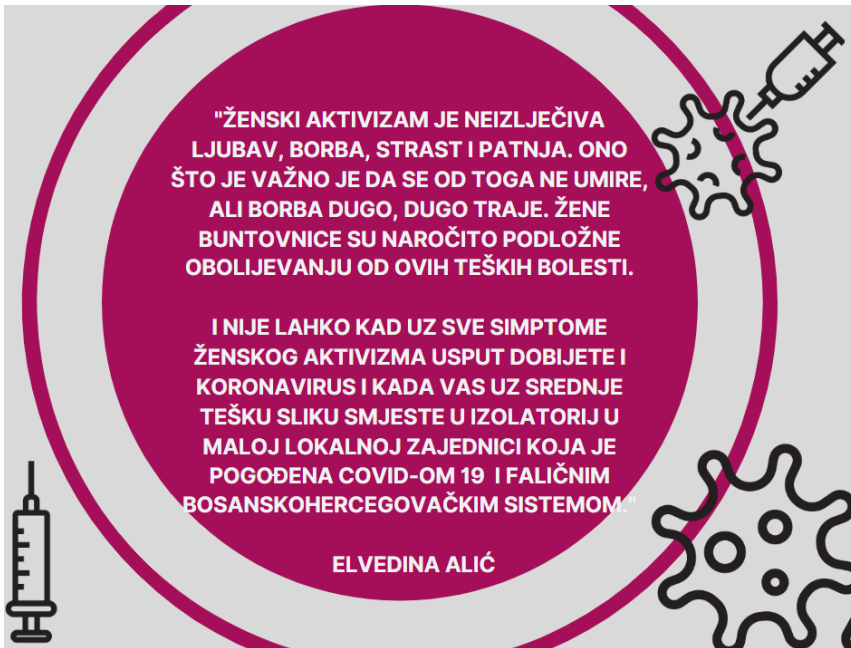 "ŽENSKI AKTIVIZAM JE NEIZLJEČIVA
LJUBAV, BORBA, STRAST I PATNJA. ONO
ŠTO JE VAŽNO JE DA SE OD TOGA NE UMIRE,
ALI BORBA DUGO, DUGO TRAJE. ŽENE
BUNTOVNICE SU NAROČITO PODLOŽNE
OBOLIJEVANJU OD OVIH TEŠKIH BOLESTI.
I NIJE LAHKO KAD UZ SVE SIMPTOME
ŽENSKOG AKTIVIZMA USPUT DOBIJETE I
KORONAVIRUS I KADA VAS UZ SREDNJE
TEŠKU SLIKU SMJESTE U IZOLATORIJ U
MALOJ LOKALNOJ ZAJEDNICI KOJA JE
POGOĐENA COVID-OM 19 I FALIČNIM
BOSANSKOHERCEGOVAČKIM SISTEMOM."
ELVEDINA ALIĆ